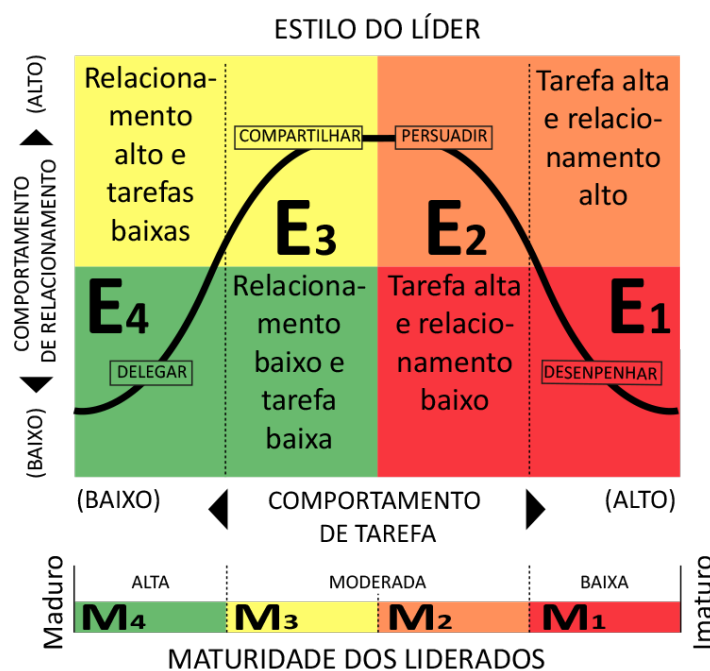 ESTILO DO LÍDER
(ALTO)
COMPORTAMENTO
DE RELACIONAMENTO
(BAIXO)
Relaciona-
mento
alto e
tarefas
baixas
COMPARTILHAR
PERSUADIR
Tarefa alta
e relacio-
namento
alto
E3
E2
E4
DELEGAR
Relaciona-
mento
baixo e
tarefa
baixa
Tarefa alta
e relacio-
namento
baixo
E1
DESENPENHAR
(BAIXO)
COMPORTAMENTO
DE TAREFA
(ALTO)
Maduro
ALTA
MODERADA
BAIXA
Imaturo
M4
M3
M2
M1
MATURIDADE DOS LIDERADOS